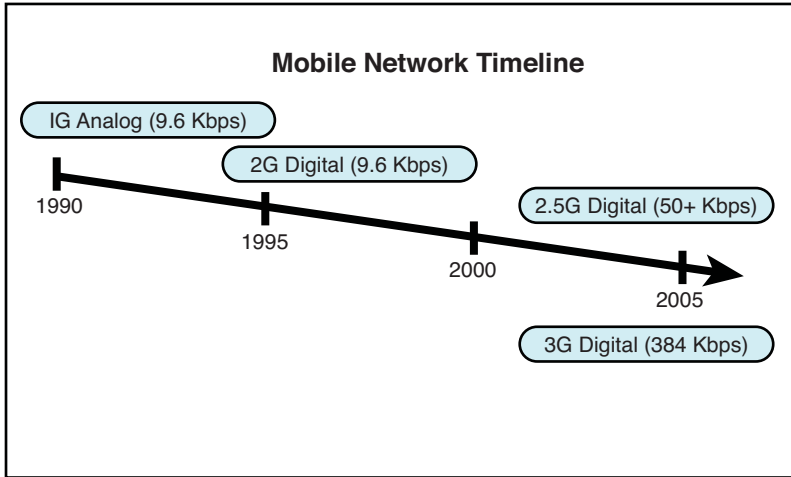 Mobile Network Timeline
IG Analog (9.6 Kbps)
2G Digital (9.6 Kbps)
1990
2.5G Digital (50+ Kbps)
1995
2000
2005
3G Digital (384 Kbps)